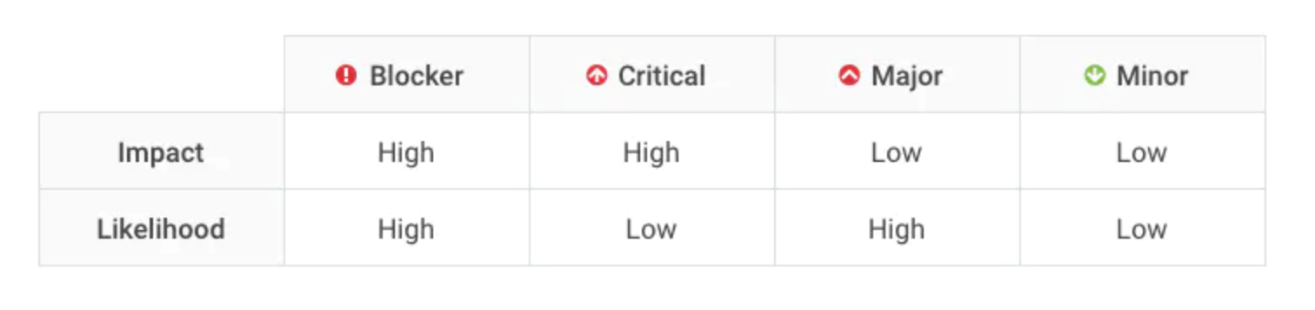 Blocker Critical Major Minor
Impact High High Low Low
Likelihood High Low High Low